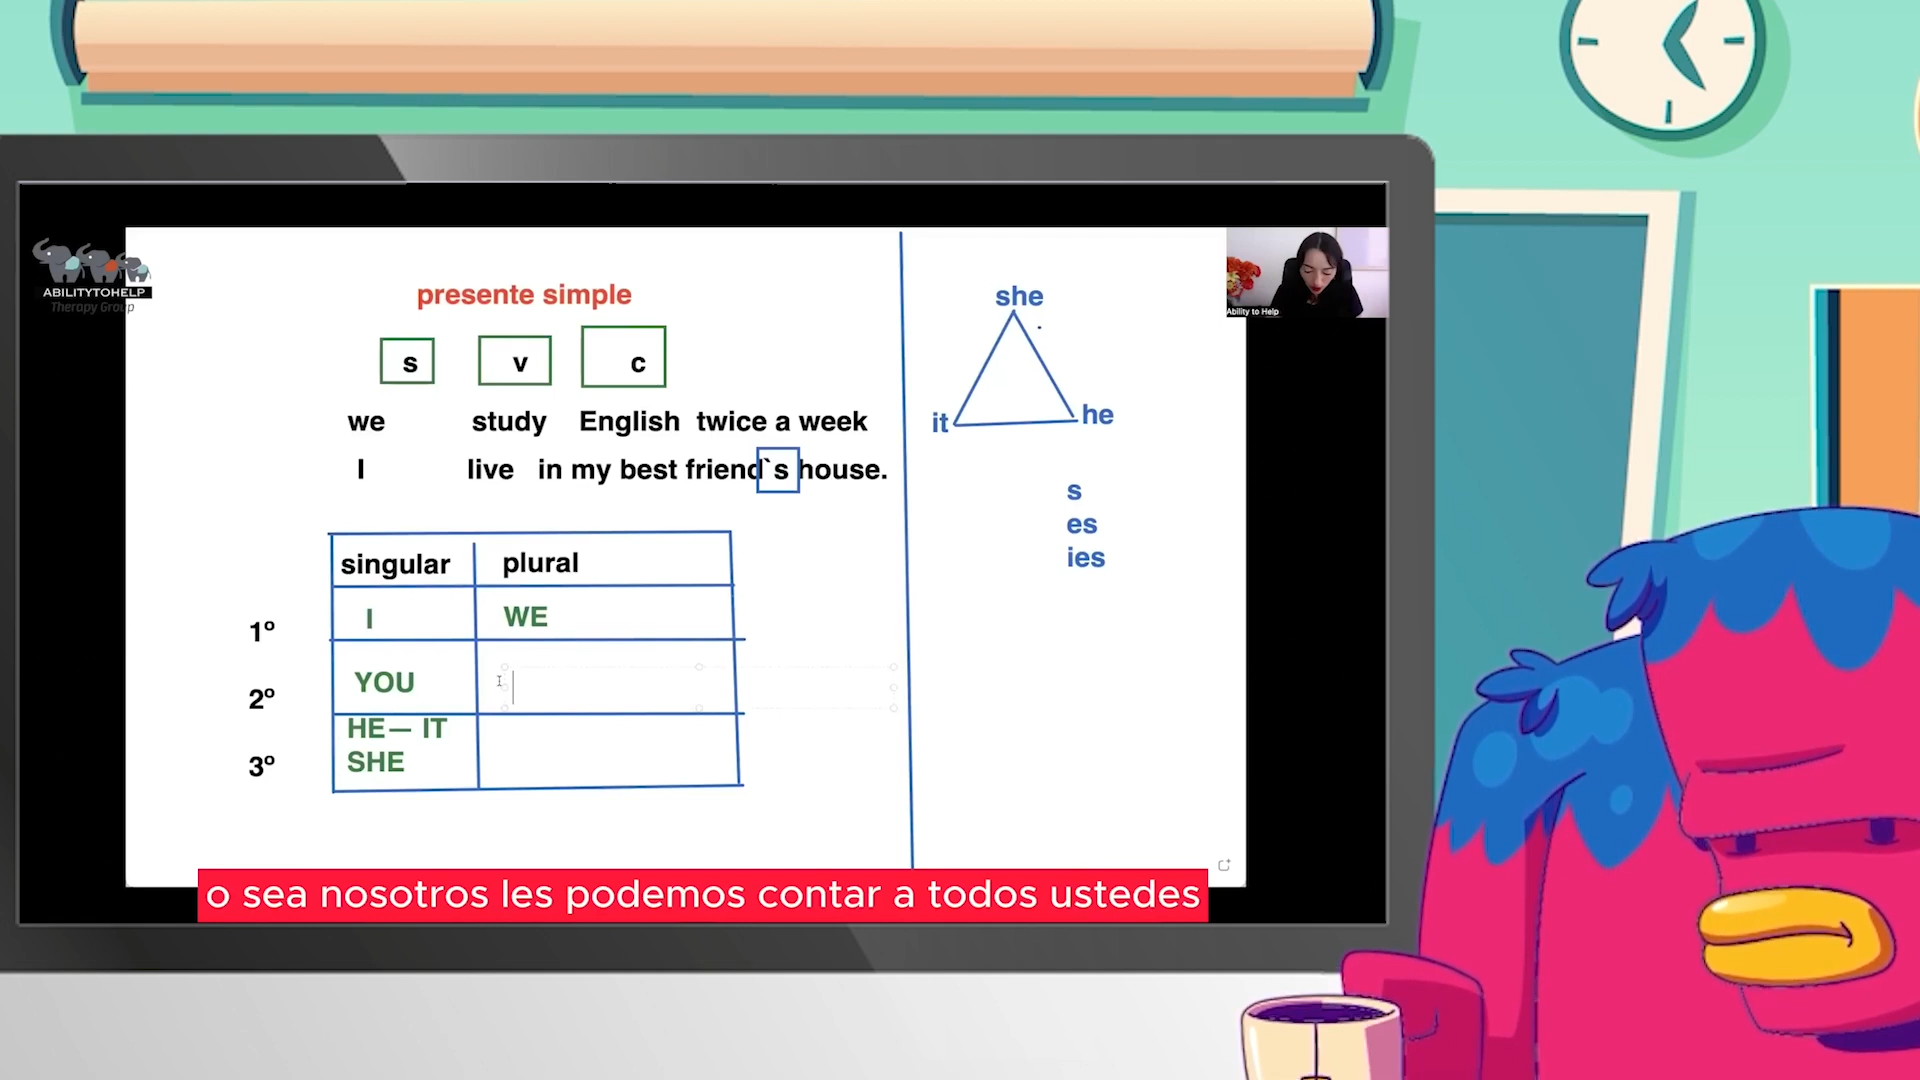 ABILITYTOHELP
Therapy Group
presente simple
s v c
we study English twice a week
I live in my best friend`s house.
singular plural
1º I WE
2º YOU
HE— IT
3º SHE
she
it he
s
es
ies
Ability to Help
o sea nosotros les podemos contar a todos ustedes